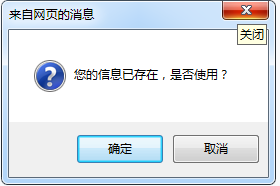 来自网页的消息
关闭
您的信息已存在，是否使用？
确定
取消